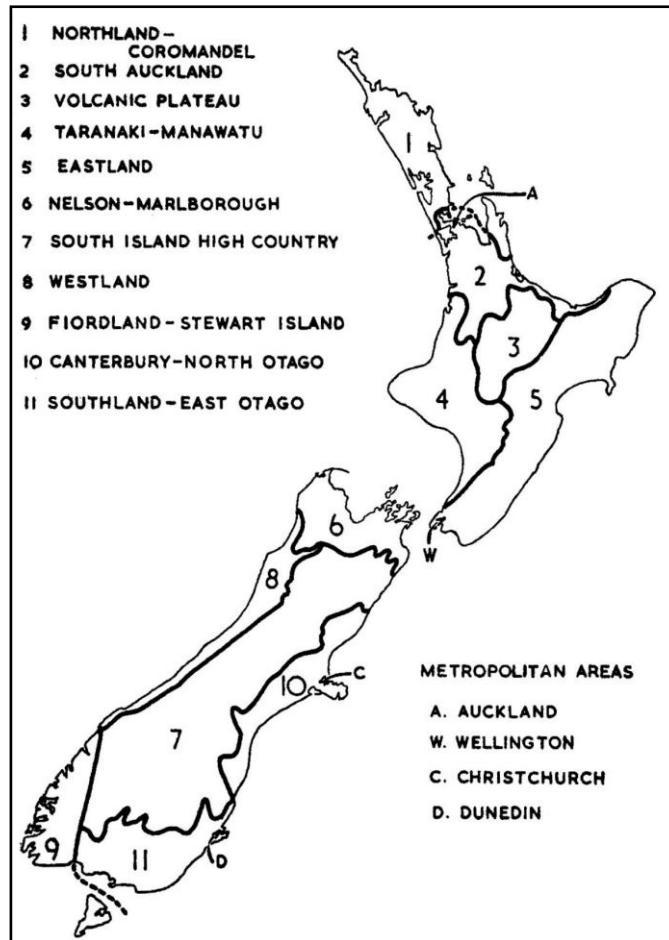 1 NORTHLAND-
COROMANDEL
2 SOUTH AUCKLAND
3 VOLCANIC PLATEAU
4 TARANAKI-MANAWATU
5 EASTLAND
6 NELSON-MARLBOROUGH
7 SOUTH ISLAND HIGH COUNTRY
8 WESTLAND
9 FIORDLAND-STEWART ISLAND
10 CANTERBURY-NORTH OTAGO
11 SOUTHLAND-EAST OTAGO
1
A
2
3
4
5
6
W
8
C
10
7
9
11
D
METROPOLITAN AREAS
A. AUCKLAND
W. WELLINGTON
C. CHRISTCHURCH
D. DUNEDIN